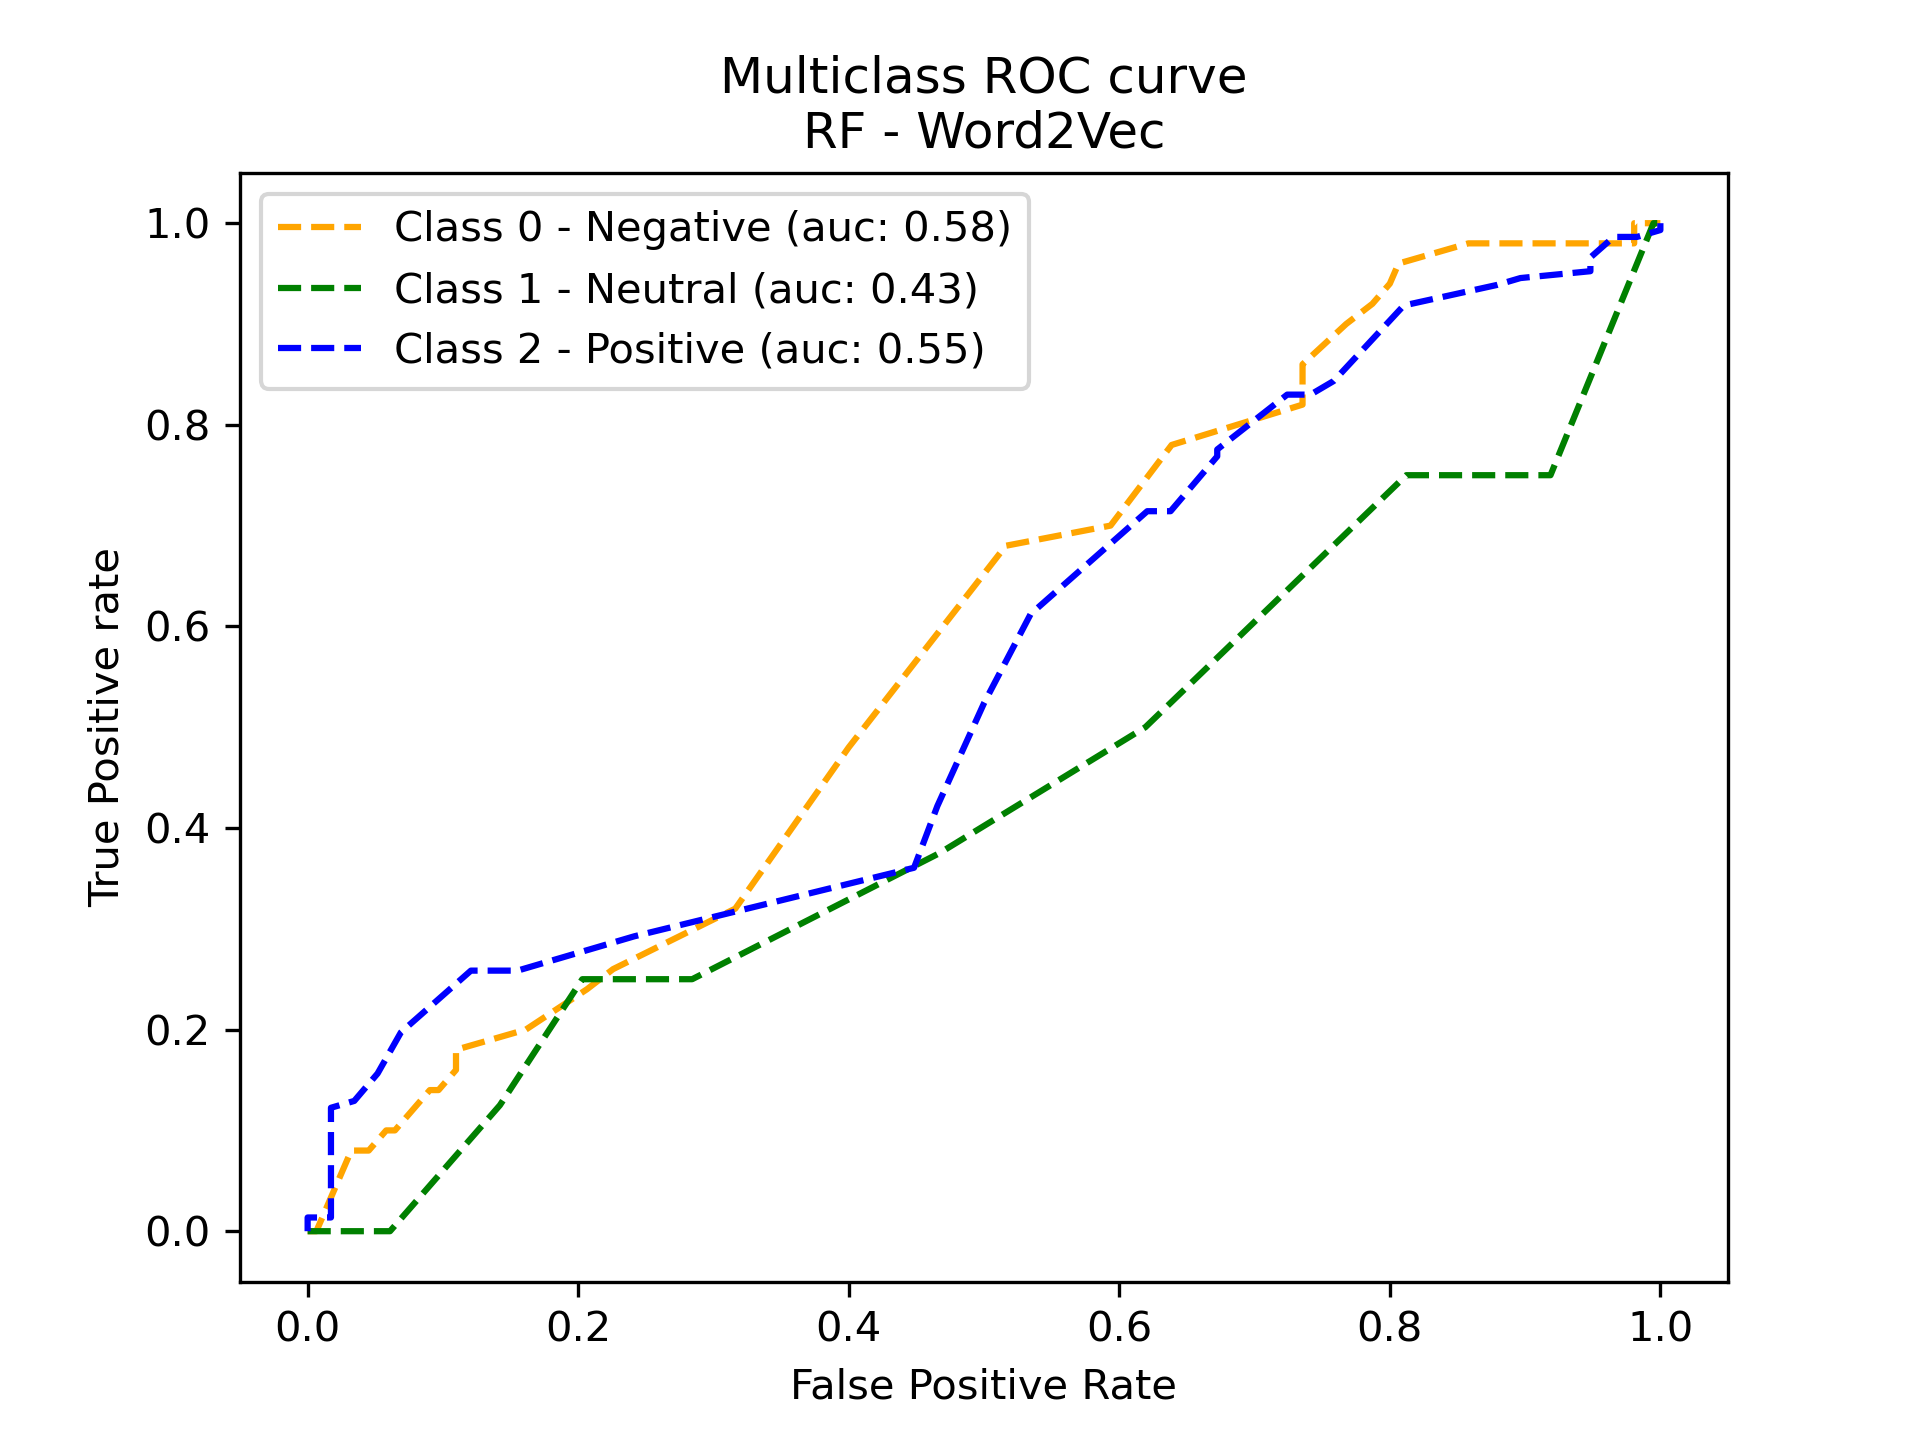 Multiclass ROC curve
RF - Word2Vec
Class 0 - Negative (auc: 0.58)
Class 1 - Neutral (auc: 0.43)
Class 2 - Positive (auc: 0.55)
True Positive rate
1.0
0.8
0.6
0.4
0.2
0.0
0.0 0.2 0.4 0.6 0.8 1.0
False Positive Rate